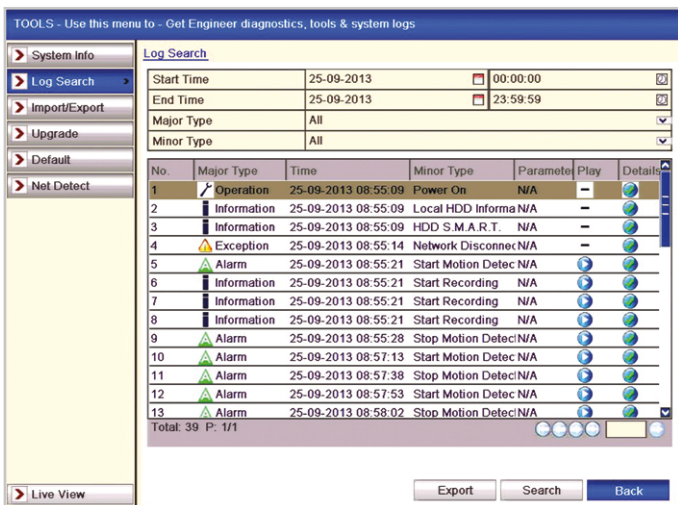 TOOLS - Use this menu to - Get Engineer diagnostics, tools & system logs
System Info
Log Search
Import/Export
Upgrade
Default
Net Detect
Live View
Log Search
Start Time 25-09-2013 00:00:00
End Time 25-09-2013 23:59:59
Major Type All
Minor Type All
No. Major Type Time Minor Type Paramete Play Details
1 Operation 25-09-2013 08:55:09 Power On N/A –
2 Information 25-09-2013 08:55:09 Local HDD Informa N/A –
3 Information 25-09-2013 08:55:09 HDD S.M.A.R.T. N/A –
4 Exception 25-09-2013 08:55:14 Network Disconnec N/A –
5 Alarm 25-09-2013 08:55:21 Start Motion Detec N/A
6 Information 25-09-2013 08:55:21 Start Recording N/A
7 Information 25-09-2013 08:55:21 Start Recording N/A
8 Information 25-09-2013 08:55:21 Start Recording N/A
9 Alarm 25-09-2013 08:55:28 Stop Motion Detec N/A
10 Alarm 25-09-2013 08:57:13 Start Motion Detec N/A
11 Alarm 25-09-2013 08:57:38 Stop Motion Detec N/A
12 Alarm 25-09-2013 08:57:53 Start Motion Detec N/A
13 Alarm 25-09-2013 08:58:02 Stop Motion Detec N/A
Total: 39 P: 1/1
Export Search Back